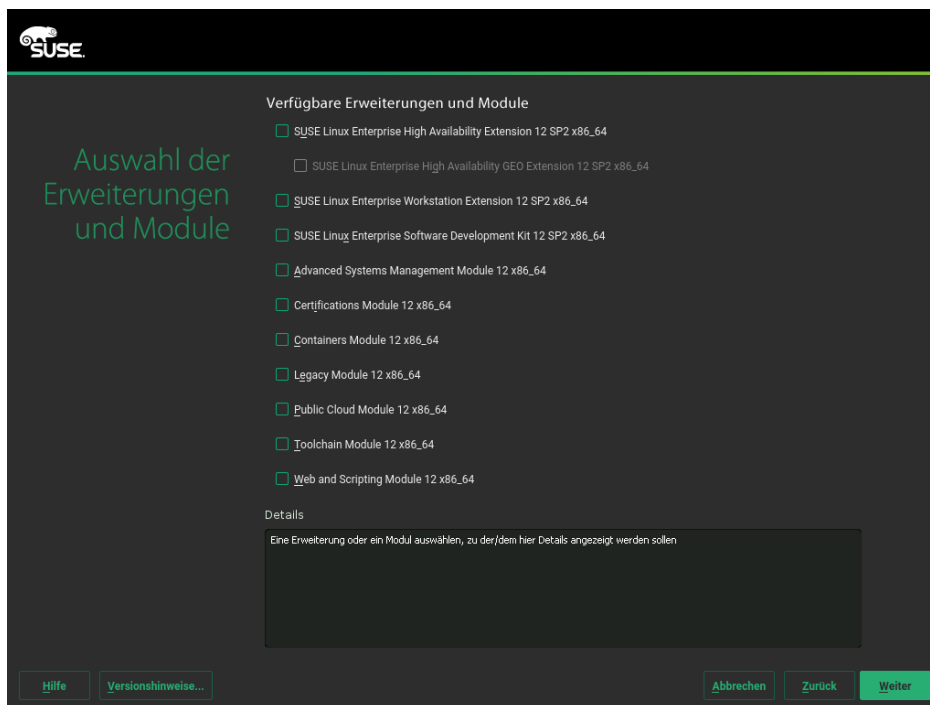 SUSE.
Auswahl der
Erweiterungen
und Module
Verfügbare Erweiterungen und Module
SUSE Linux Enterprise High Availability Extension 12 SP2 x86_64
SUSE Linux Enterprise High Availability GEO Extension 12 SP2 x86_64
SUSE Linux Enterprise Workstation Extension 12 SP2 x86_64
SUSE Linux Enterprise Software Development Kit 12 SP2 x86_64
Advanced Systems Management Module 12 x86_64
Certifications Module 12 x86_64
Containers Module 12 x86_64
Legacy Module 12 x86_64
Public Cloud Module 12 x86_64
Toolchain Module 12 x86_64
Web and Scripting Module 12 x86_64
Details
Eine Erweiterung oder ein Modul auswählen, zu der/dem hier Details angezeigt werden sollen
Hilfe Versionshinweise... Abbrechen Zurück Weiter